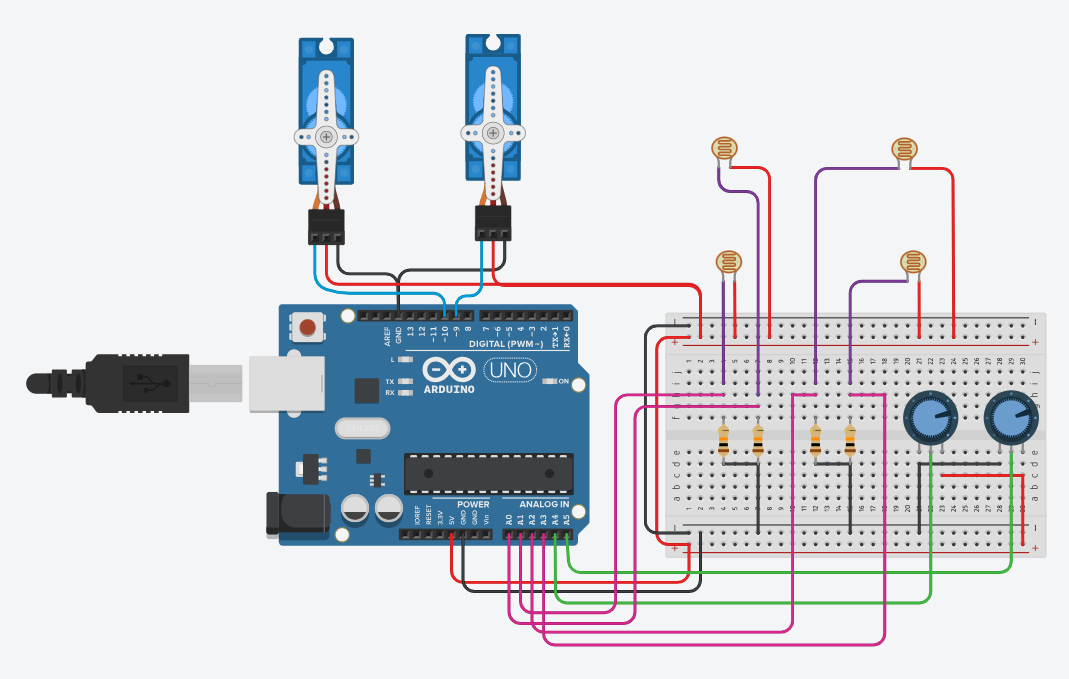 AREF
GND
13
12
~11
~10
~9
8
7
~6
~5
4
~3
2
TX→1
RX←0
DIGITAL (PWM~)
L
TX
RX
ARDUINO
UNO
ON
POWER
ANALOG IN
IOREF
RESET
3.3V
5V
GND
GND
Vin
A0
A1
A2
A3
A4
A5